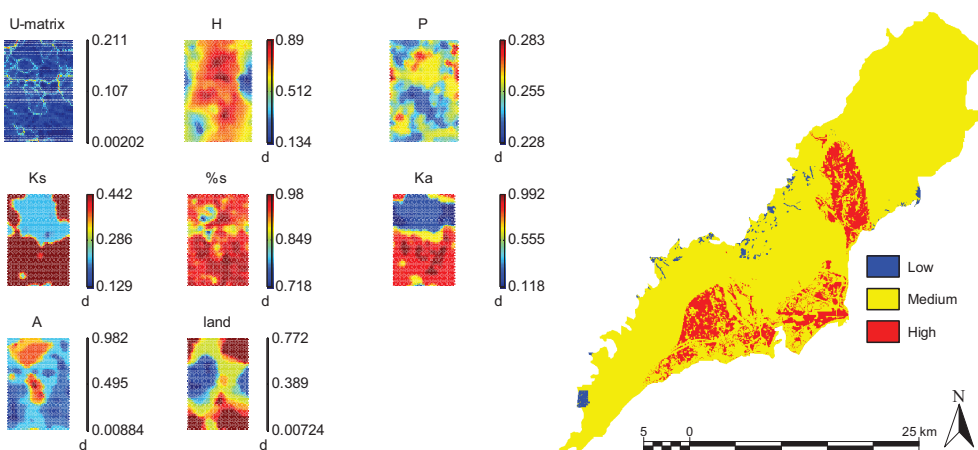 U-matrix
0.211
0.107
0.00202
H
0.89
0.512
0.134
d
P
0.283
0.255
0.228
d
Ks
0.442
0.286
0.129
d
%s
0.98
0.849
0.718
d
Ka
0.992
0.555
0.118
d
A
0.982
0.495
0.00884
d
land
0.772
0.389
0.00724
d
Low
Medium
High
N
5 0 25 km